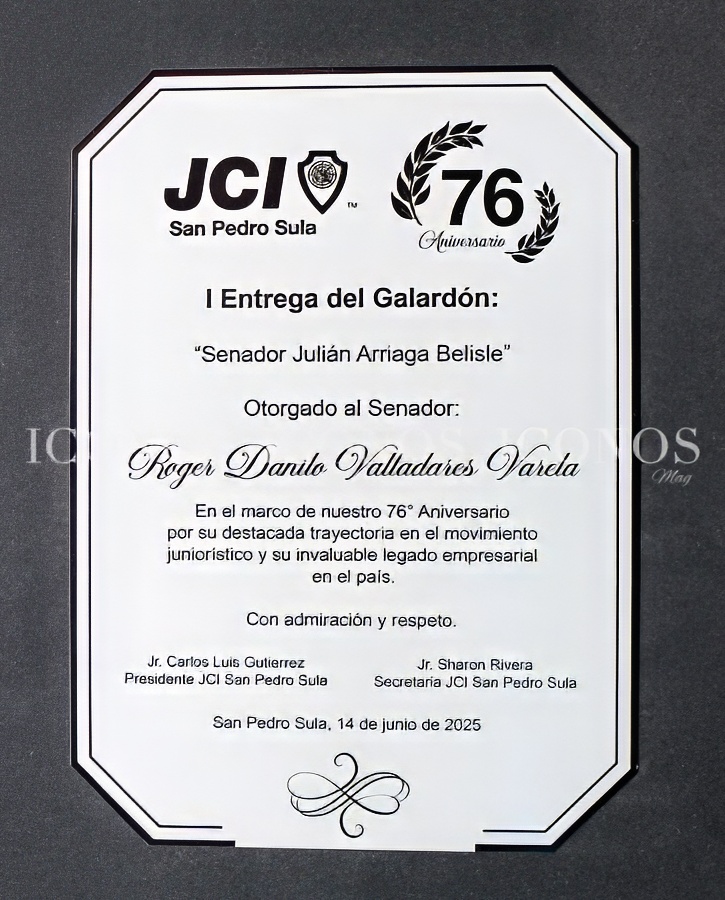 JCI
TM
San Pedro Sula
76
Aniversario
I Entrega del Galardón:
“Senador Julián Arriaga Belisle”
Otorgado al Senador:
ICONOS
Roger Danilo Valladares Varela
Mag
En el marco de nuestro 76° Aniversario
por su destacada trayectoria en el movimiento
juniorístico y su invaluable legado empresarial
en el país.
Con admiración y respeto.
Jr. Carlos Luis Gutierrez
Presidente JCI San Pedro Sula
Jr. Sharon Rivera
Secretaria JCI San Pedro Sula
San Pedro Sula, 14 de junio de 2025